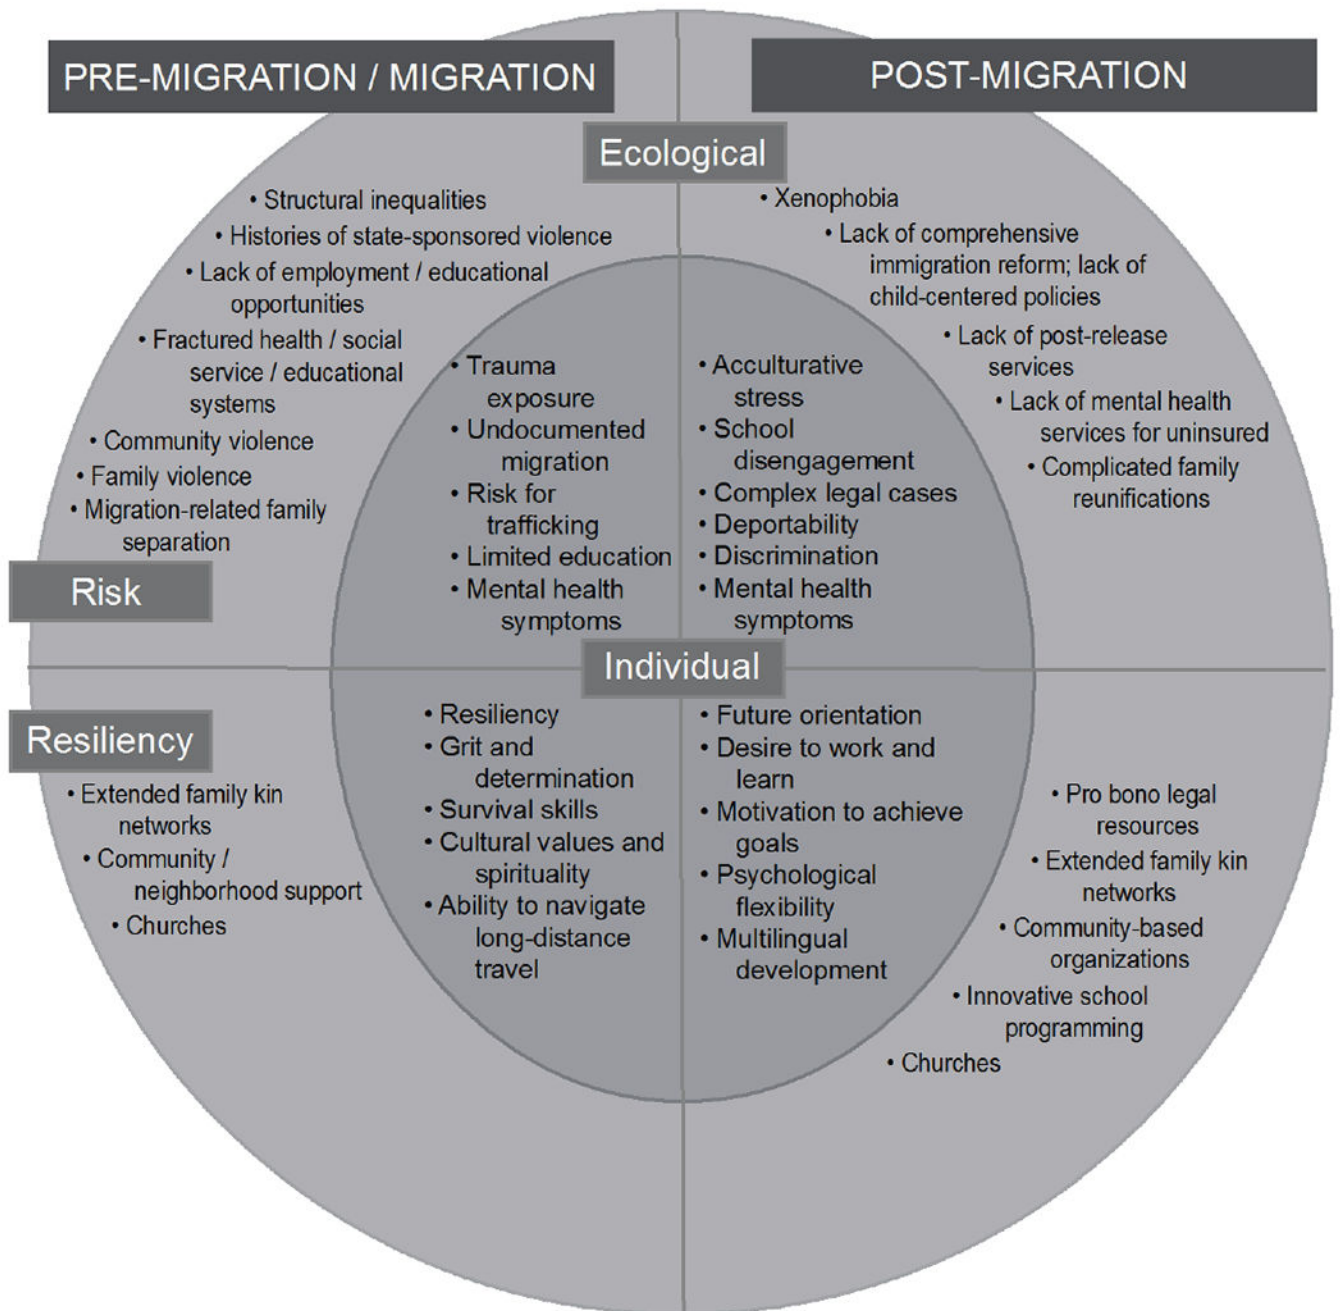 PRE-MIGRATION / MIGRATION
POST-MIGRATION
Ecological
• Structural inequalities
• Histories of state-sponsored violence
• Lack of employment / educational
opportunities
• Fractured health / social
service / educational
systems
• Community violence
• Family violence
• Migration-related family
separation
• Trauma
exposure
• Undocumented
migration
• Risk for
trafficking
• Limited education
• Mental health
symptoms
• Acculturative
stress
• School
disengagement
• Complex legal cases
• Deportability
• Discrimination
• Mental health
symptoms
• Xenophobia
• Lack of comprehensive
immigration reform; lack of
child-centered policies
• Lack of post-release
services
• Lack of mental health
services for uninsured
• Complicated family
reunifications
Risk
Individual
Resiliency
• Extended family kin
networks
• Community /
neighborhood support
• Churches
• Resiliency
• Grit and
determination
• Survival skills
• Cultural values and
spirituality
• Ability to navigate
long-distance
travel
• Future orientation
• Desire to work and
learn
• Motivation to achieve
goals
• Psychological
flexibility
• Multilingual
development
• Pro bono legal
resources
• Extended family kin
networks
• Community-based
organizations
• Innovative school
programming
• Churches